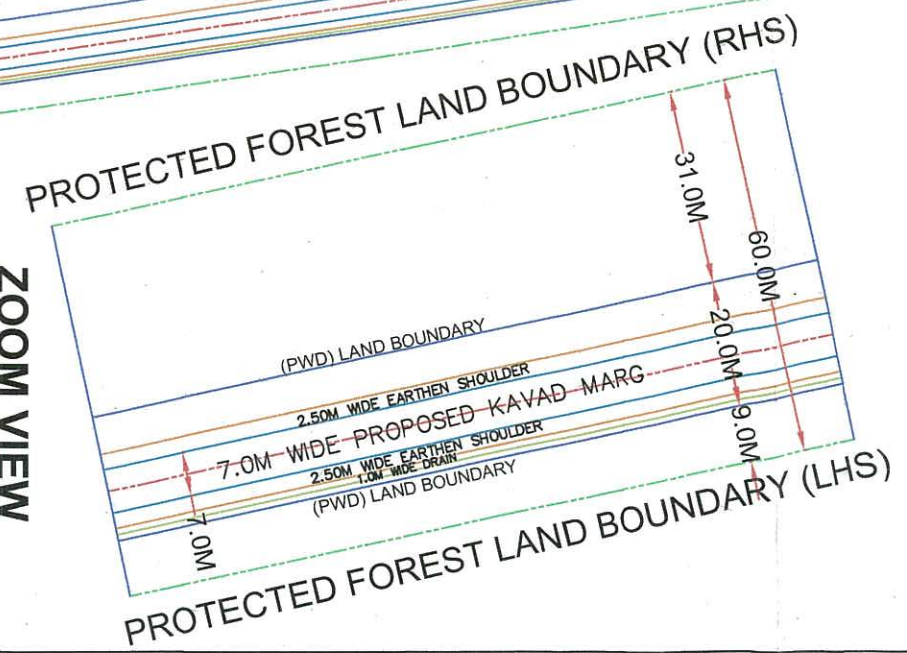 PROTECTED FOREST LAND BOUNDARY (RHS)
31.0M
60.0M
ZOOM VIEW
(PWD) LAND BOUNDARY
20.0M
2.50M WIDE EARTHEN SHOULDER
7.0M WIDE PROPOSED KAVAD MARG
2.50M WIDE EARTHEN SHOULDER
1.0M WIDE DRAIN
(PWD) LAND BOUNDARY
9.0M
7.0M
PROTECTED FOREST LAND BOUNDARY (LHS)